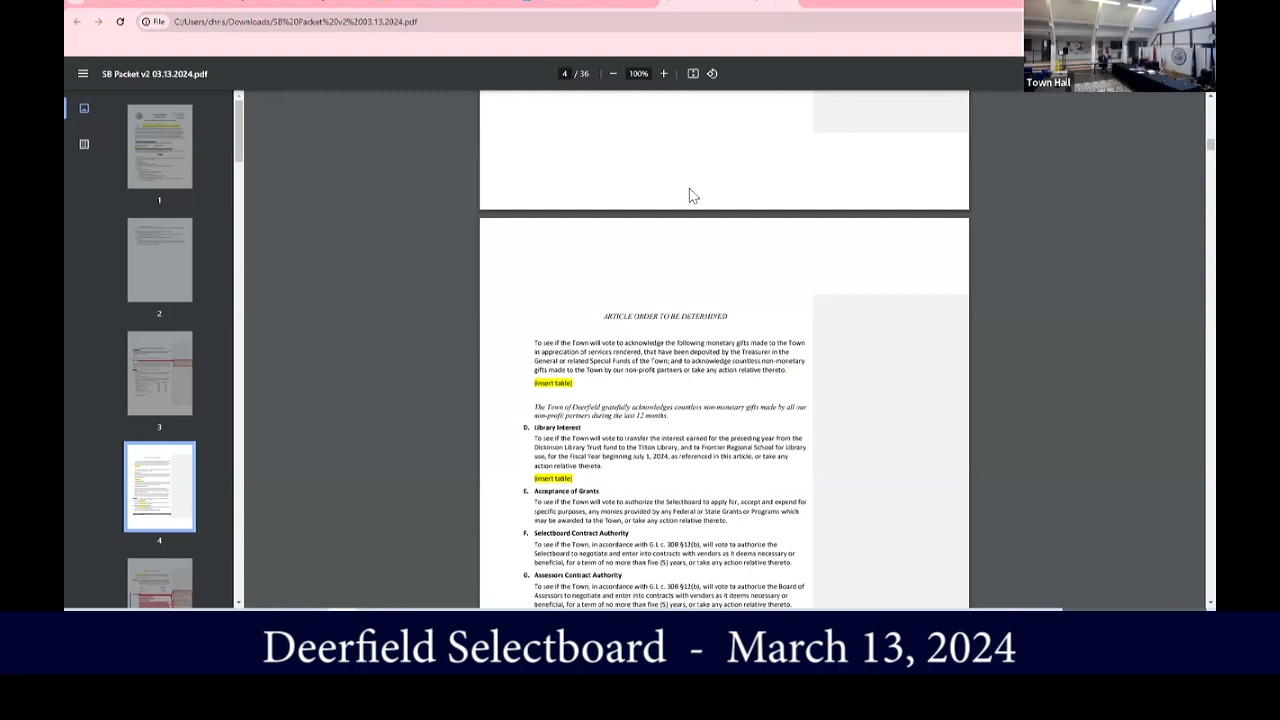 File C:/Users/chris/Downloads/SB%20Packet%20v2%2003.13.2024.pdf
SB Packet v2 03.13.2024.pdf
4 / 36
100%
Town Hall
1
2
3
4
ARTICLE ORDER TO BE DETERMINED
To see if the Town will vote to acknowledge the following monetary gifts made to the Town
in appreciation of services rendered, that have been deposited by the Treasurer in the
General or related Special Funds of the Town; and to acknowledge countless non-monetary
gifts made to the Town by our non-profit partners or take any action relative thereto.
(insert table)
The Town of Deerfield gratefully acknowledges countless non-monetary gifts made by all our
non-profit partners during the last 12 months.
D. Library Interest
To see if the Town will vote to transfer the interest earned for the preceding year from the
Dickinson Library Trust fund to the Tilton Library, and to Frontier Regional School for Library
use, for the Fiscal Year beginning July 1, 2024, as referenced in this article, or take any
action relative thereto.
(insert table)
E. Acceptance of Grants
To see if the Town will vote to authorize the Selectboard to apply for, accept and expend for
specific purposes, any monies provided by any Federal or State Grants or Programs which
may be awarded to the Town, or take any action relative thereto.
F. Selectboard Contract Authority
To see if the Town, in accordance with G.L c. 30B §12(b), will vote to authorize the
Selectboard to negotiate and enter into contracts with vendors as it deems necessary or
beneficial, for a term of no more than five (5) years, or take any action relative thereto.
G. Assessors Contract Authority
To see if the Town, in accordance with G.L c. 30B §12(b), will vote to authorize the Board of
Assessors to negotiate and enter into contracts with vendors as it deems necessary or
beneficial, for a term of no more than five (5) years, or take any action relative thereto.
Deerfield Selectboard - March 13, 2024